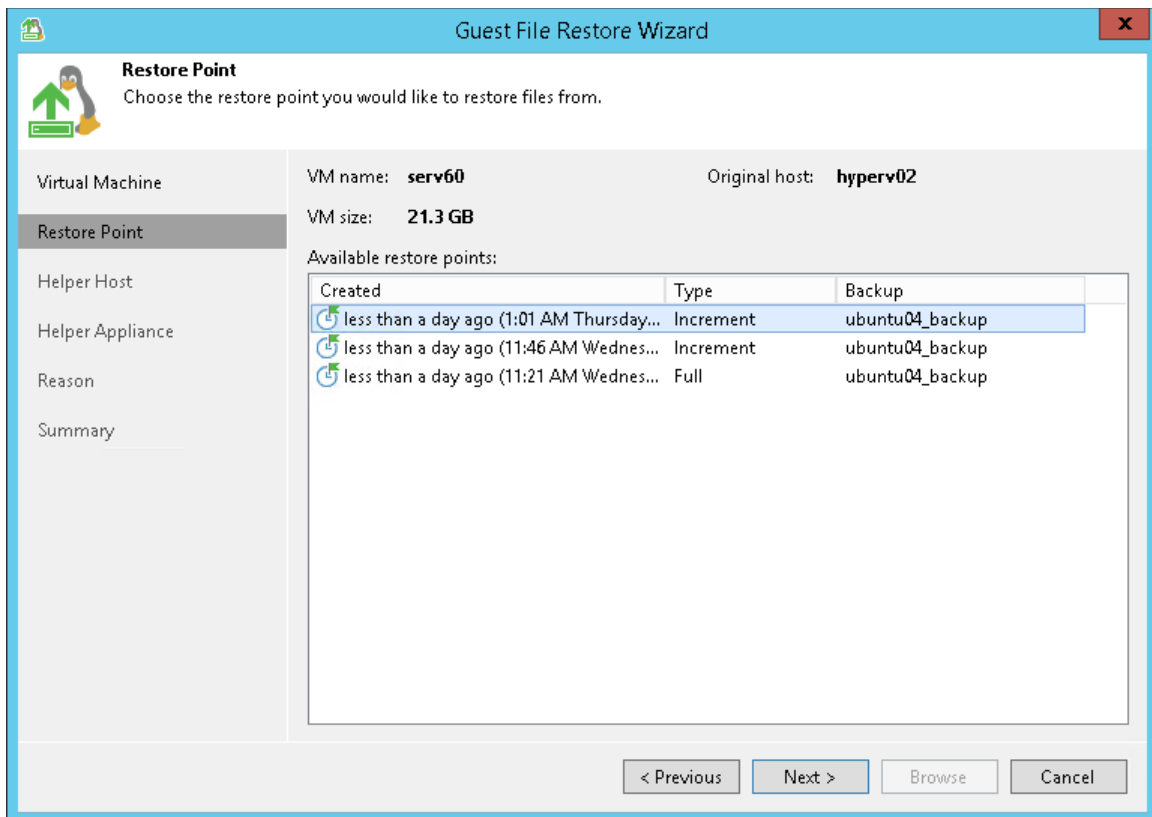 Guest File Restore Wizard
x
Restore Point
Choose the restore point you would like to restore files from.
Virtual Machine
Restore Point
Helper Host
Helper Appliance
Reason
Summary
VM name: serv60 Original host: hyperv02
VM size: 21.3 GB
Available restore points:
Created Type Backup
less than a day ago (1:01 AM Thursday... Increment ubuntu04_backup
less than a day ago (11:46 AM Wednes... Increment ubuntu04_backup
less than a day ago (11:21 AM Wednes... Full ubuntu04_backup
< Previous Next > Browse Cancel